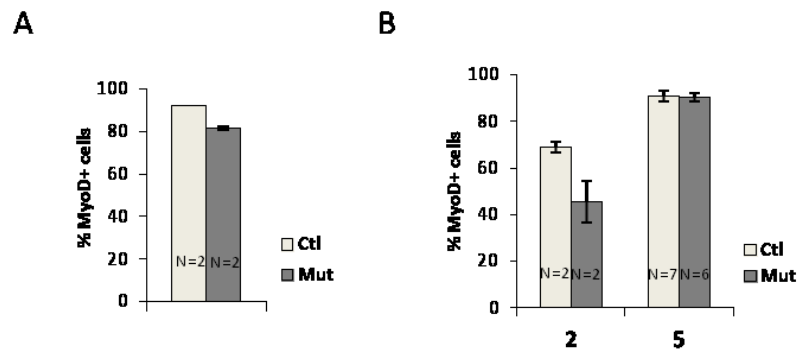 A
% MyoD+ cells
100
80
60
40
20
0
N=2 N=2
Ctl
Mut
B
% MyoD+ cells
100
80
60
40
20
0
N=2 N=2 N=7 N=6
2 5
Ctl
Mut